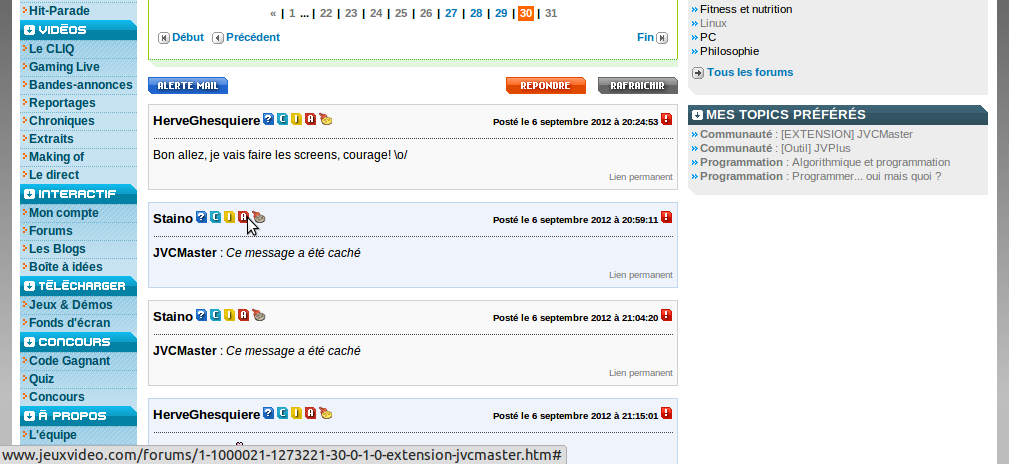 Hit-Parade
VIDÉOS
Le CLIQ
Gaming Live
Bandes-annonces
Reportages
Chroniques
Extraits
Making of
Le direct
INTERACTIF
Mon compte
Forums
Les Blogs
Boîte à idées
TÉLÉCHARGER
Jeux & Démos
Fonds d'écran
CONCOURS
Code Gagnant
Quiz
Concours
À PROPOS
L'équipe
« | 1 ... | 22 | 23 | 24 | 25 | 26 | 27 | 28 | 29 | 30 | 31
Début Précédent Fin
ALERTE MAIL RÉPONDRE RAFRAICHIR
HerveGhesquiere ? C J A Posté le 6 septembre 2012 à 20:24:53 !
Bon allez, je vais faire les screens, courage! \o/
Lien permanent
Staino ? C J A Posté le 6 septembre 2012 à 20:59:11 !
JVCMaster : Ce message a été caché
Lien permanent
Staino ? C J A Posté le 6 septembre 2012 à 21:04:20 !
JVCMaster : Ce message a été caché
Lien permanent
HerveGhesquiere ? C J A Posté le 6 septembre 2012 à 21:15:01 !
Fitness et nutrition
Linux
PC
Philosophie
Tous les forums
MES TOPICS PRÉFÉRÉS
Communauté : [EXTENSION] JVCMaster
Communauté : [Outil] JVPlus
Programmation : Algorithmique et programmation
Programmation : Programmer... oui mais quoi ?
www.jeuxvideo.com/forums/1-1000021-1273221-30-0-1-0-extension-jvcmaster.htm#